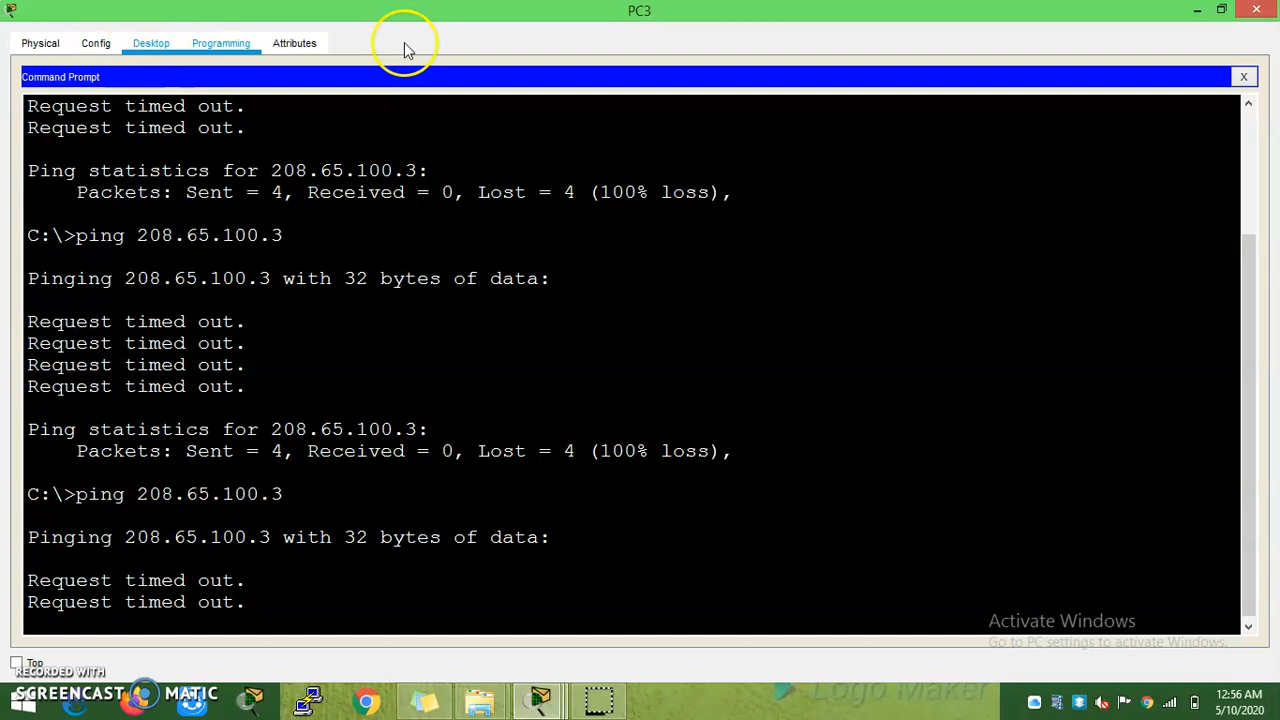 PC3
Physical Config Desktop Programming Attributes
Command Prompt X
Request timed out.
Request timed out.
Ping statistics for 208.65.100.3:
Packets: Sent = 4, Received = 0, Lost = 4 (100% loss),
C:\>ping 208.65.100.3
Pinging 208.65.100.3 with 32 bytes of data:
Request timed out.
Request timed out.
Request timed out.
Request timed out.
Ping statistics for 208.65.100.3:
Packets: Sent = 4, Received = 0, Lost = 4 (100% loss),
C:\>ping 208.65.100.3
Pinging 208.65.100.3 with 32 bytes of data:
Request timed out.
Request timed out.
Activate Windows
Go to PC settings to activate Windows.
Top
RECORDED WITH
SCREENCAST MATIC
Logo Maker
12:56 AM
5/10/2020